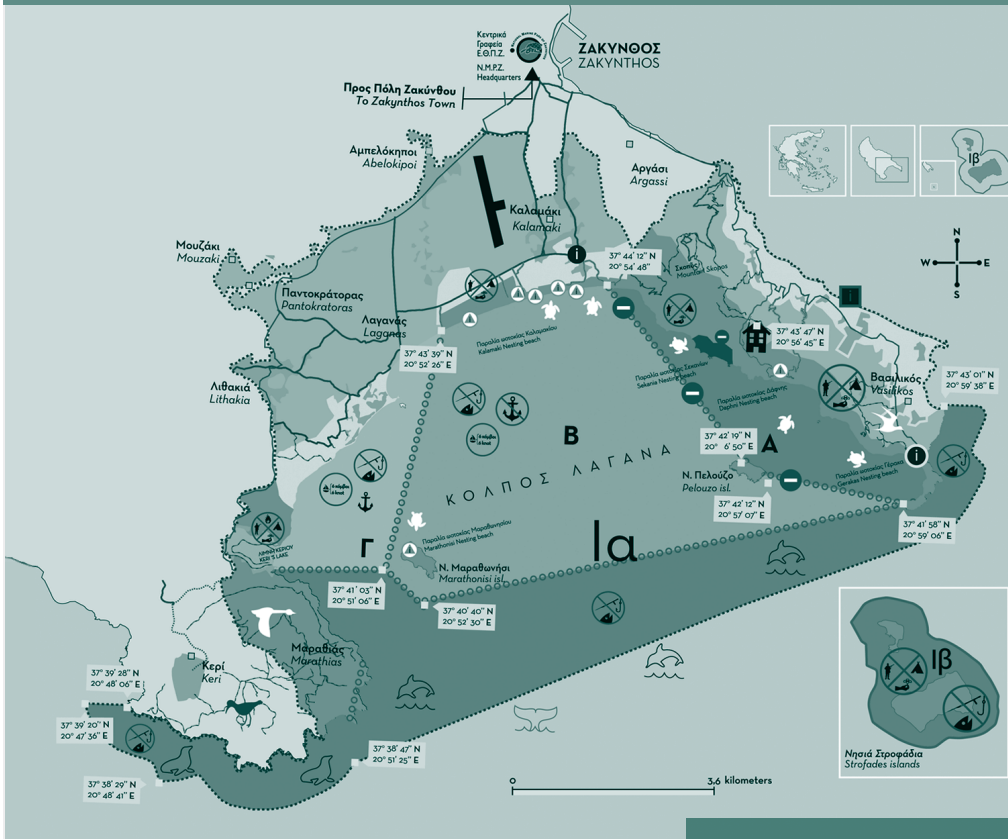 Κεντρικά
Γραφεία
Ε.Θ.Π.Ζ.
N.M.P.Z.
Headquarters
ΖΑΚΥΝΘΟΣ
ZAKYNTHOS
Προς Πόλη Ζακύνθου
To Zakynthos Town
Αμπελόκηποι
Abelokipoi
Αργάσι
Argassi
Ιβ
Καλαμάκι
Kalamaki
Μουζάκι
Mouzaki
N
W
E
S
37° 44' 12'' N
20° 54' 48''
Σκοπός
Mountain Skopos
Παντοκράτορας
Pantokratoras
i
i
Λαγανάς
Laganas
37° 43' 39'' N
20° 52' 26'' E
Παραλία ωοτοκίας Καλαμακίου
Kalamaki Nesting beach
37° 43' 47'' N
20° 56' 45'' E
Παραλία ωοτοκίας Σεκανίων
Sekania Nesting beach
Λιθακιά
Lithakia
Βασιλικός
Vasilikos
37° 43' 01'' N
20° 59' 38'' E
Παραλία ωοτοκίας Δάφνης
Daphni Nesting beach
Β
Α
37° 42' 19'' N
20° 6' 50'' E
ΚΟΛΠΟΣ ΛΑΓΑΝΑ
i
Παραλία ωοτοκίας Γέρακα
Gerakas Nesting beach
Ν. Πελούζο
Pelouzo isl.
37° 42' 12'' N
20° 57' 07'' E
37° 41' 58'' N
20° 59' 06'' E
Παραλία ωοτοκίας Μαραθωνησίου
Marathonisi Nesting beach
Γ
Ια
ΛΙΜΝΗ ΚΕΡΙΟΥ
KERI'S LAKE
Ν. Μαραθωνήσι
Marathonisi isl.
37° 41' 03'' N
20° 51' 06'' E
37° 40' 40'' N
20° 52' 30'' E
Μαραθιάς
Marathias
Κερί
Keri
37° 39' 28'' N
20° 48' 06'' E
37° 39' 20'' N
20° 47' 36'' E
37° 38' 47'' N
20° 51' 25'' E
37° 38' 29'' N
20° 48' 41'' E
0
3.6 kilometers
Ιβ
Νησιά Στροφάδια
Strofades islands